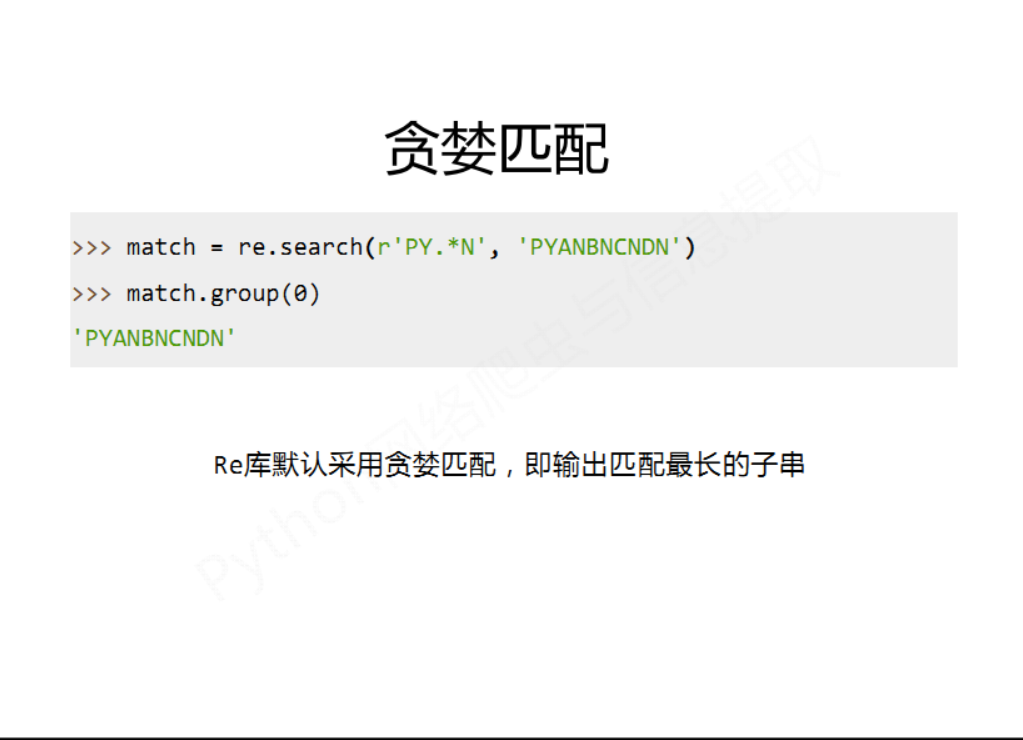 贪婪匹配
>>> match = re.search(r'PY.*N', 'PYANBNCNDN')
>>> match.group(0)
'PYANBNCNDN'
Re库默认采用贪婪匹配，即输出匹配最长的子串
Python网络爬虫与信息提取